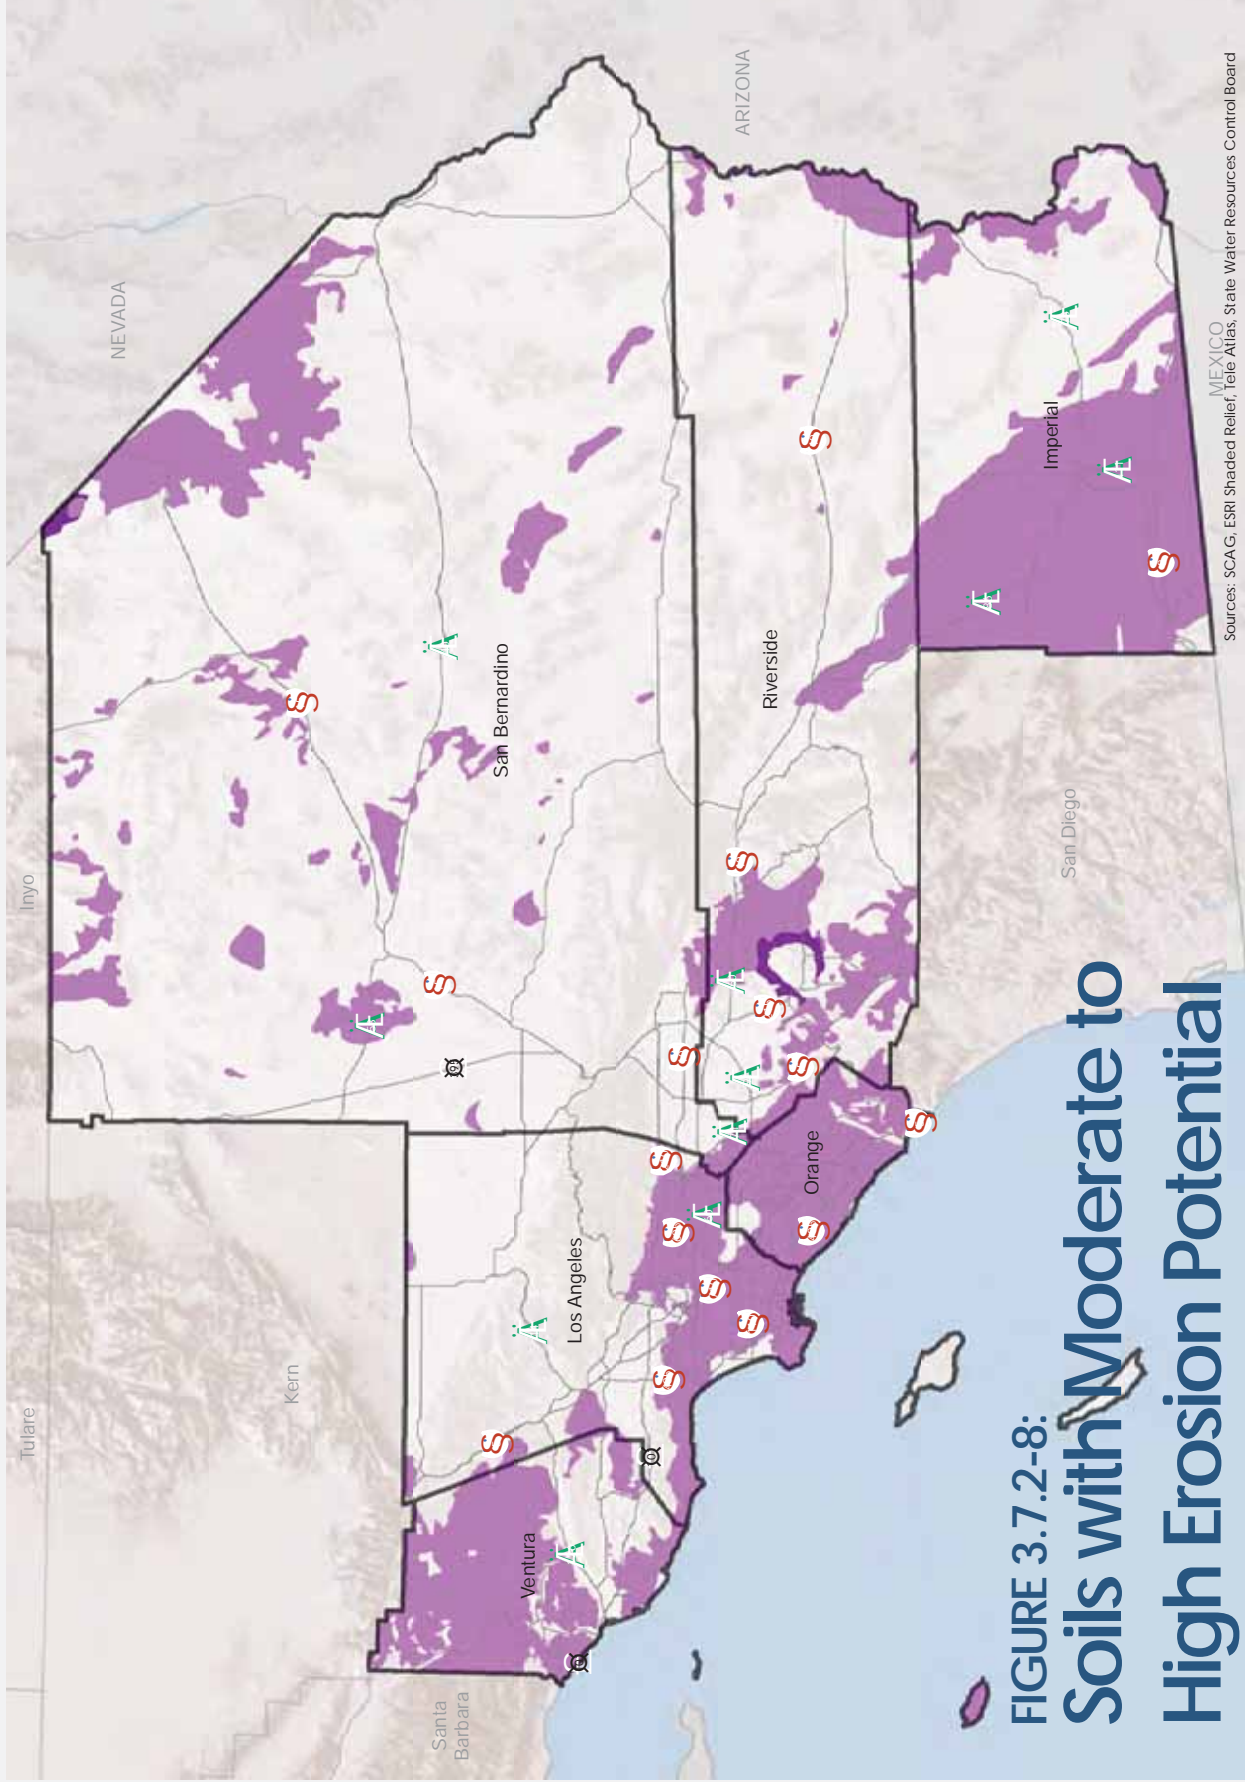 Tulare
Inyo
NEVADA
Kern
ARIZONA
Santa
Barbara
San Bernardino
Ventura
Los Angeles
Riverside
Orange
Imperial
San Diego
MEXICO
FIGURE 3.7.2-8:
Soils with Moderate to
High Erosion Potential
Sources: SCAG, ESRI Shaded Relief, Tele Atlas, State Water Resources Control Board